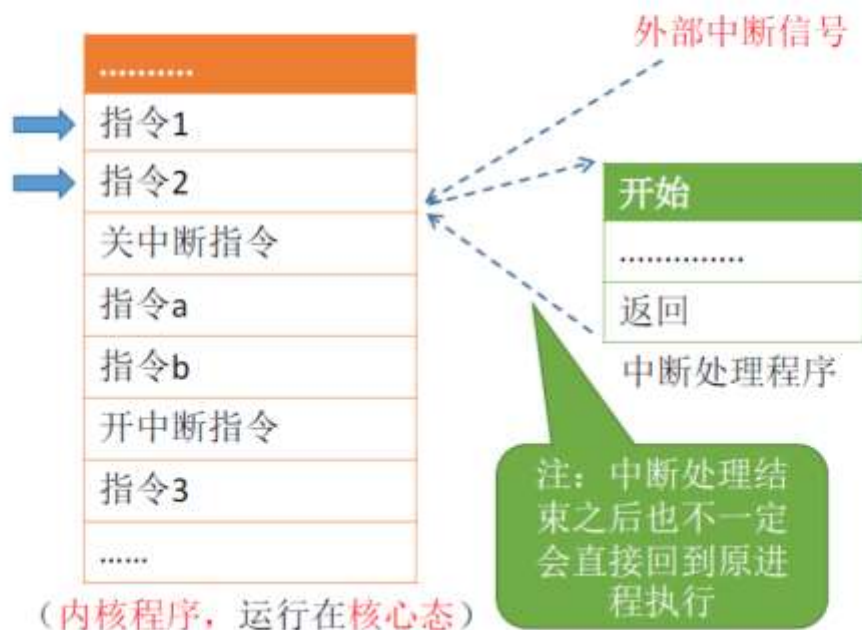 外部中断信号
..........
指令1
指令2
关中断指令
指令a
指令b
开中断指令
指令3
......
（内核程序，运行在核心态）
开始
..............
返回
中断处理程序
注：中断处理结
束之后也不一定
会直接回到原进
程执行